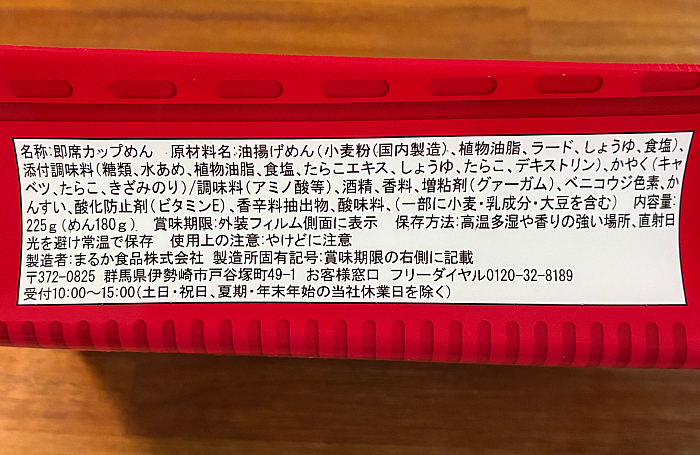 名称:即席カップめん　原材料名:油揚げめん(小麦粉(国内製造)、植物油脂、ラード、しょうゆ、食塩)、
添付調味料(糖類、水あめ、植物油脂、食塩、たらこエキス、しょうゆ、たらこ、デキストリン)、かやく(キャ
ベツ、たらこ、きざみのり)/調味料(アミノ酸等)、酒精、香料、増粘剤(グァーガム)、ベニコウジ色素、か
んすい、酸化防止剤(ビタミンE)、香辛料抽出物、酸味料、(一部に小麦・乳成分・大豆を含む)　内容量:
225g(めん180g)　賞味期限:外装フィルム側面に表示　保存方法:高温多湿や香りの強い場所、直射日
光を避け常温で保存　使用上の注意:やけどに注意
製造者:まるか食品株式会社 製造所固有記号:賞味期限の右側に記載
〒372-0825 群馬県伊勢崎市戸谷塚町49-1 お客様窓口 フリーダイヤル0120-32-8189
受付10:00～15:00(土日・祝日、夏期・年末年始の当社休業日を除く)